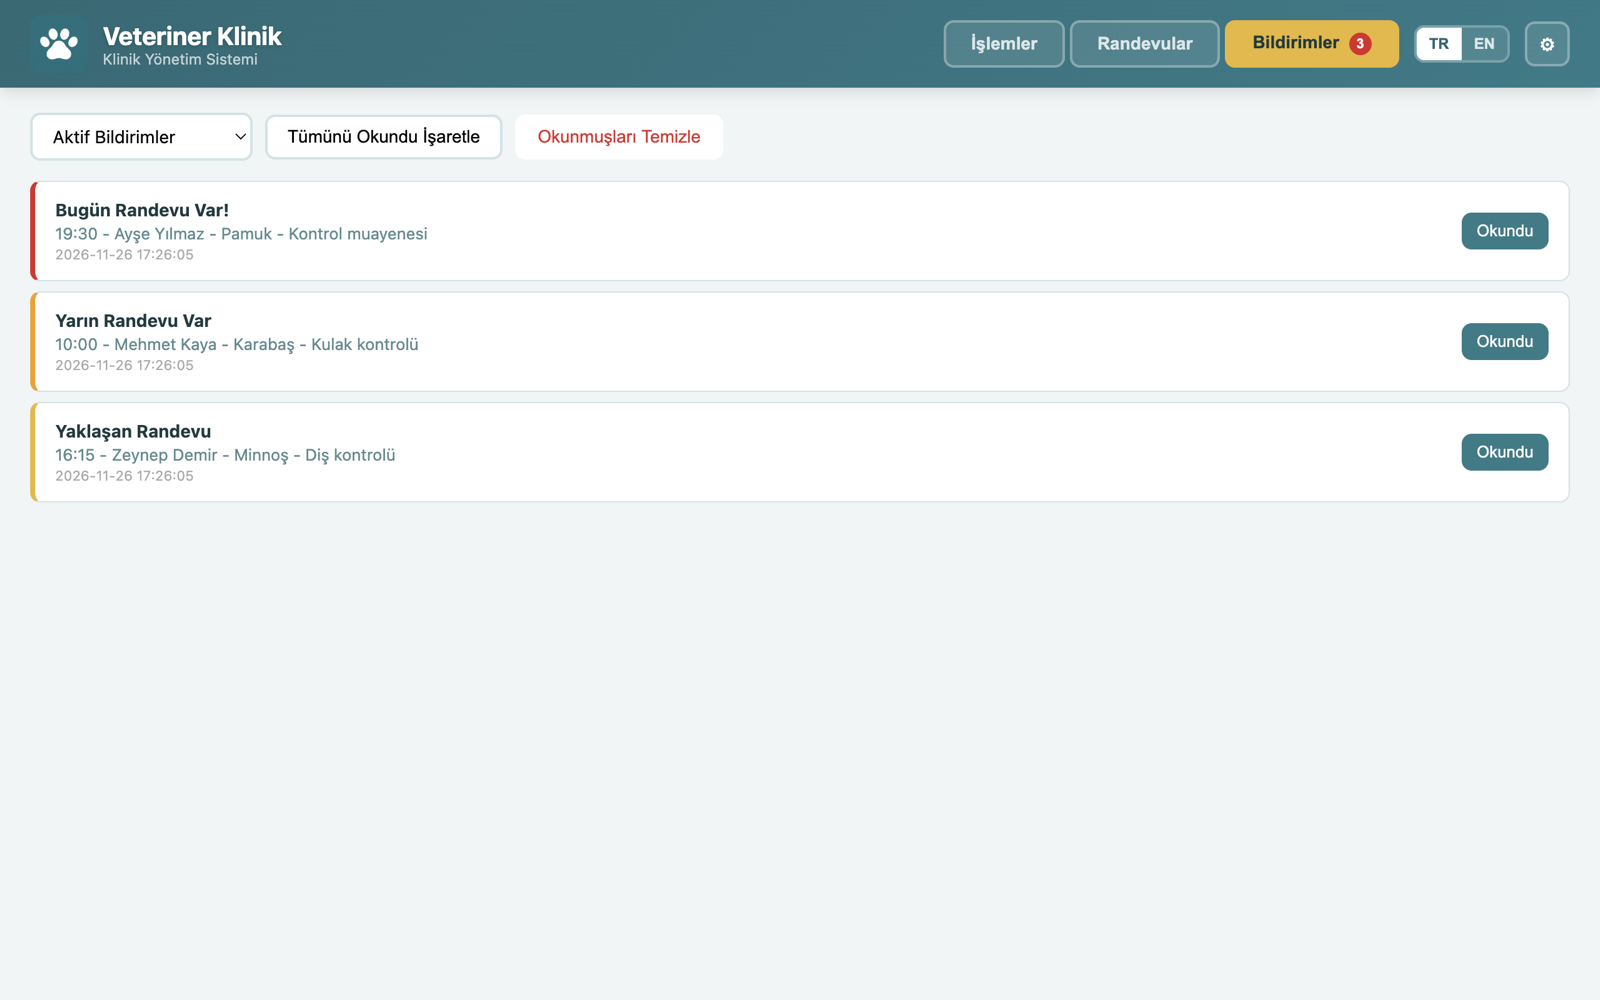 Veteriner Klinik
Klinik Yönetim Sistemi
İşlemler
Randevular
Bildirimler 3
TR
EN
Aktif Bildirimler
Tümünü Okundu İşaretle
Okunmuşları Temizle
Bugün Randevu Var!
19:30 - Ayşe Yılmaz - Pamuk - Kontrol muayenesi
2026-11-26 17:26:05
Okundu
Yarın Randevu Var
10:00 - Mehmet Kaya - Karabaş - Kulak kontrolü
2026-11-26 17:26:05
Okundu
Yaklaşan Randevu
16:15 - Zeynep Demir - Minnoş - Diş kontrolü
2026-11-26 17:26:05
Okundu